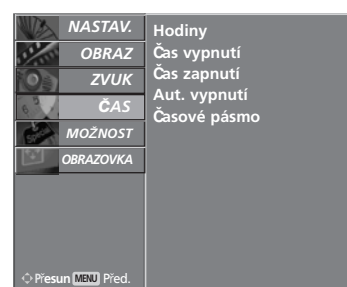 NASTAV.
OBRAZ
ZVUK
ČAS
MOŽNOST
OBRAZOVKA
Přesun MENU Před.
Hodiny
Čas vypnutí
Čas zapnutí
Aut. vypnutí
Časové pásmo